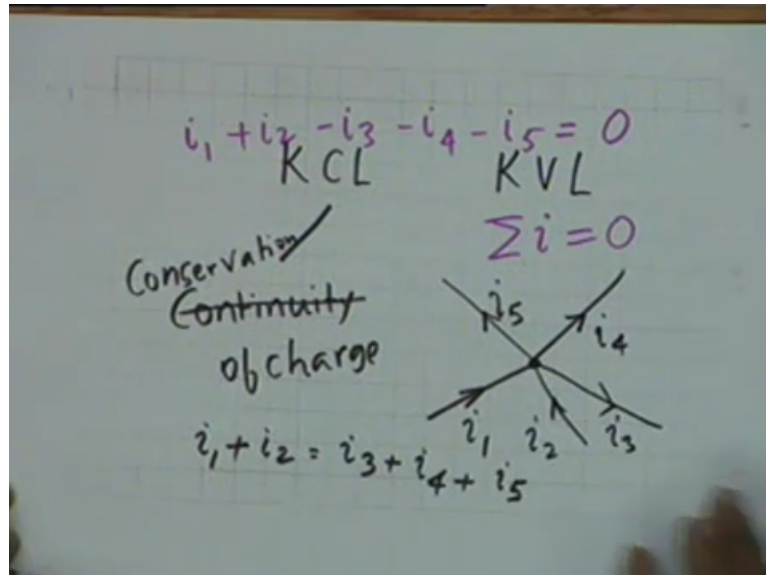 i₁ + i₂ - i₃ - i₄ - i₅ = 0
KCL KVL
Σi = 0
Conservation
Continuity
of charge
i₅
i₄
i₁ i₂ i₃
i₁ + i₂ = i₃ + i₄ + i₅